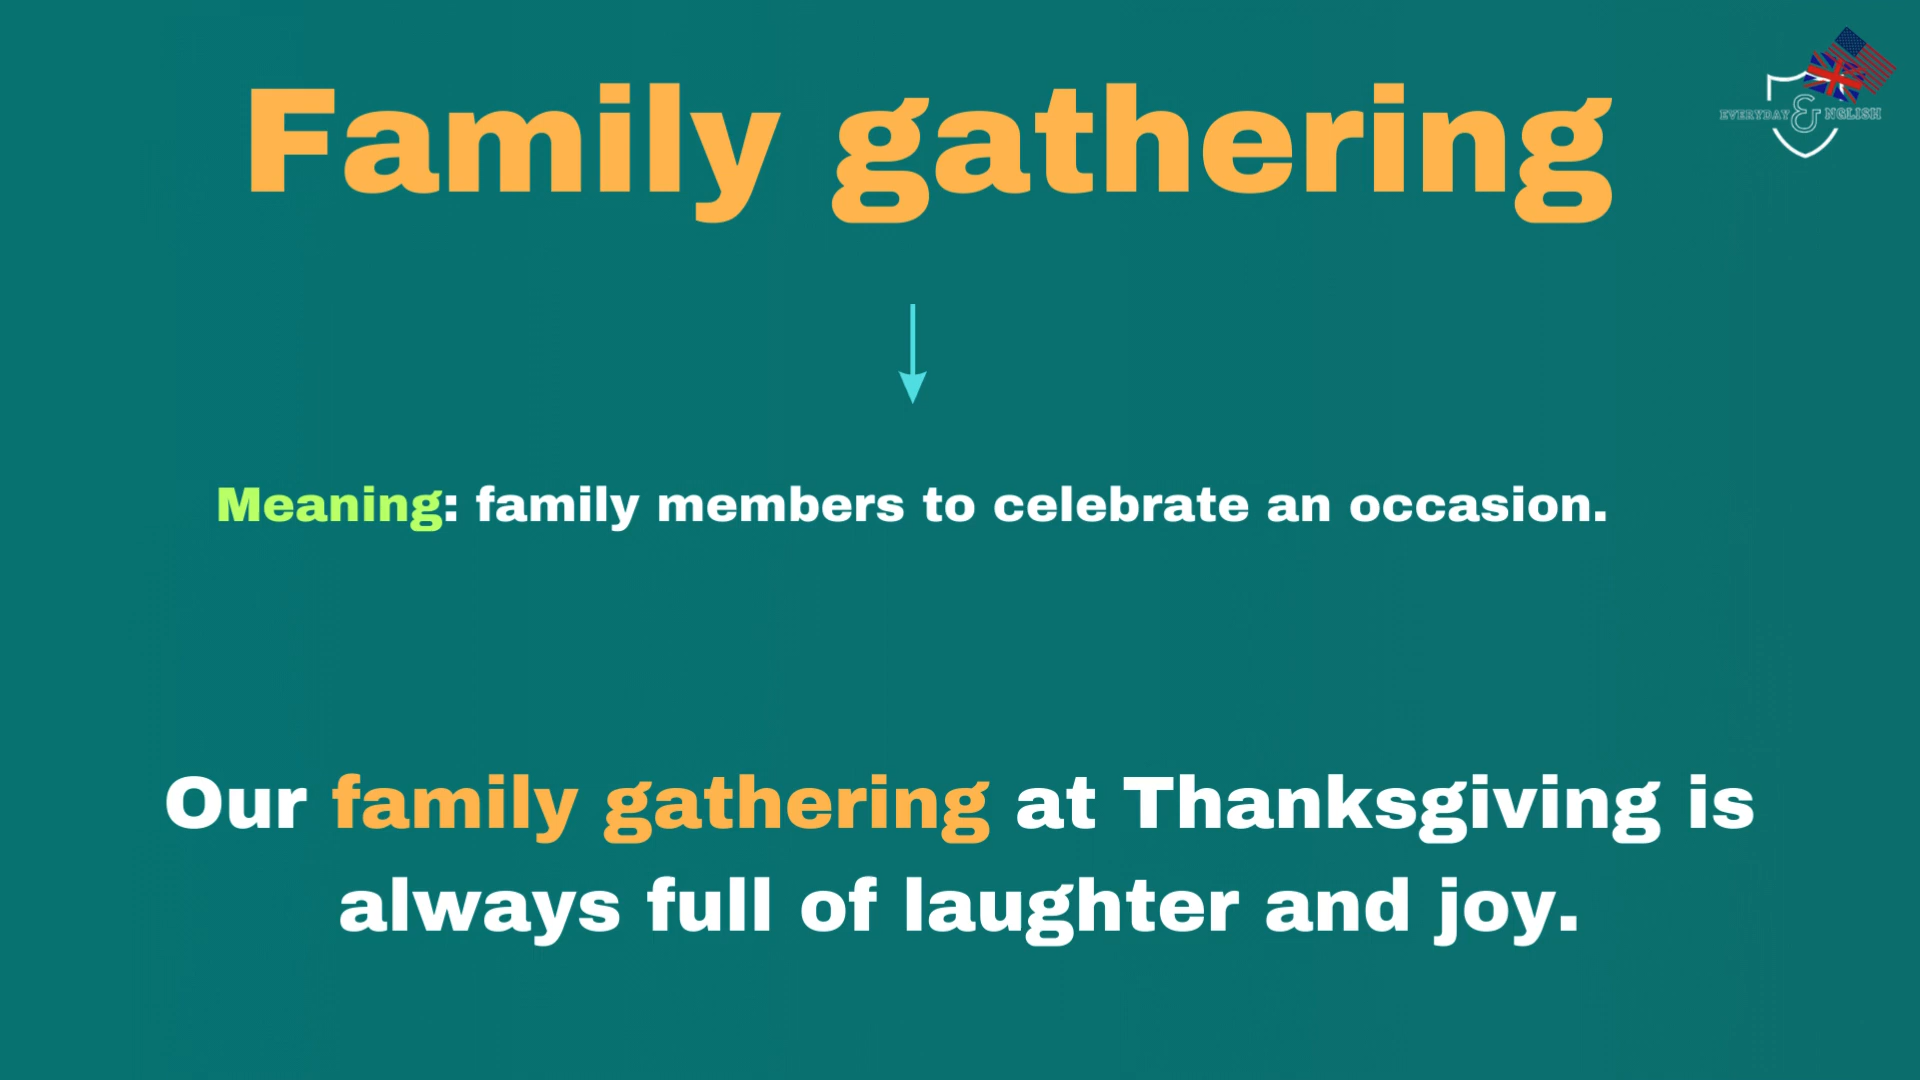 Family gathering
EVERYDAY & NGLISH
Meaning: family members to celebrate an occasion.
Our family gathering at Thanksgiving is
always full of laughter and joy.